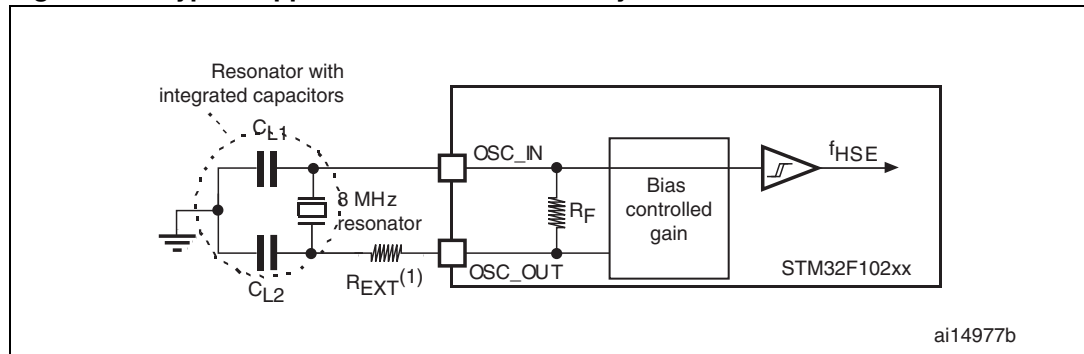 Resonator with
integrated capacitors
CL1
8 MHz
resonator
CL2
REXT(1)
OSC_IN
OSC_OUT
RF
Bias
controlled
gain
fHSE
STM32F102xx
ai14977b